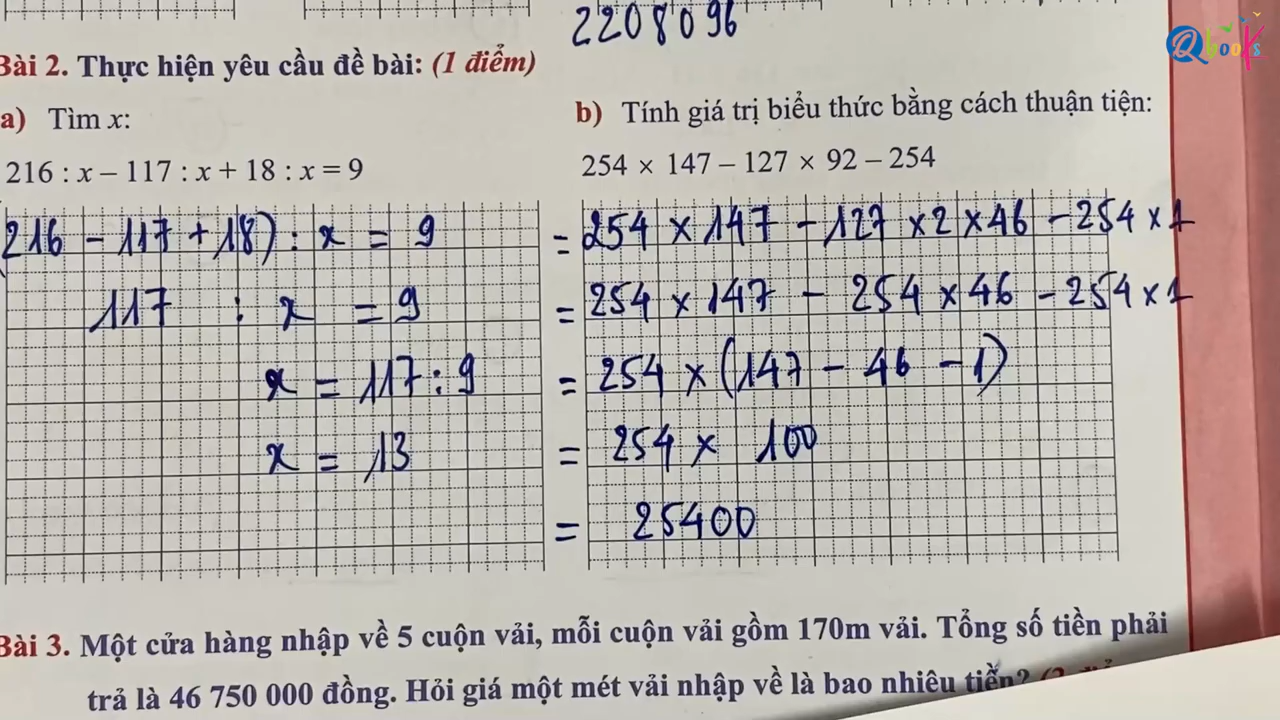 2208096
Qbooks
Bài 2. Thực hiện yêu cầu đề bài: (1 điểm)
a) Tìm x:
216 : x – 117 : x + 18 : x = 9
(216 - 117 + 18) : x = 9
117 : x = 9
x = 117 : 9
x = 13
b) Tính giá trị biểu thức bằng cách thuận tiện:
254 × 147 – 127 × 92 – 254
= 254 × 147 - 127 × 2 × 46 - 254 × 1
= 254 × 147 - 254 × 46 - 254 × 1
= 254 × (147 - 46 - 1)
= 254 × 100
= 25400
Bài 3. Một cửa hàng nhập về 5 cuộn vải, mỗi cuộn vải gồm 170m vải. Tổng số tiền phải
trả là 46 750 000 đồng. Hỏi giá một mét vải nhập về là bao nhiêu tiền?